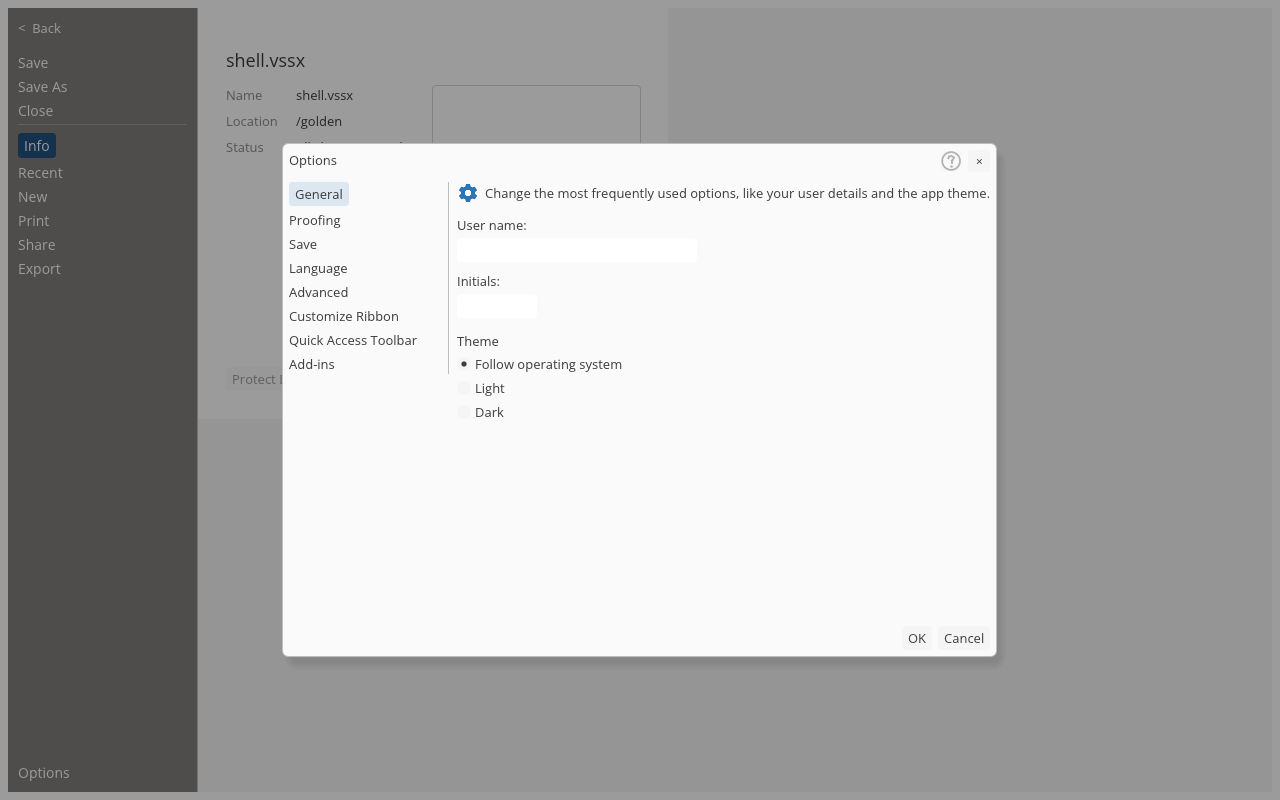 < Back
Save
Save As
Close
Info
Recent
New
Print
Share
Export
Options
shell.vssx
Name shell.vssx
Location /golden
Status
Protect
Options
General
Proofing
Save
Language
Advanced
Customize Ribbon
Quick Access Toolbar
Add-ins
Change the most frequently used options, like your user details and the app theme.
User name:
Initials:
Theme
Follow operating system
Light
Dark
OK Cancel